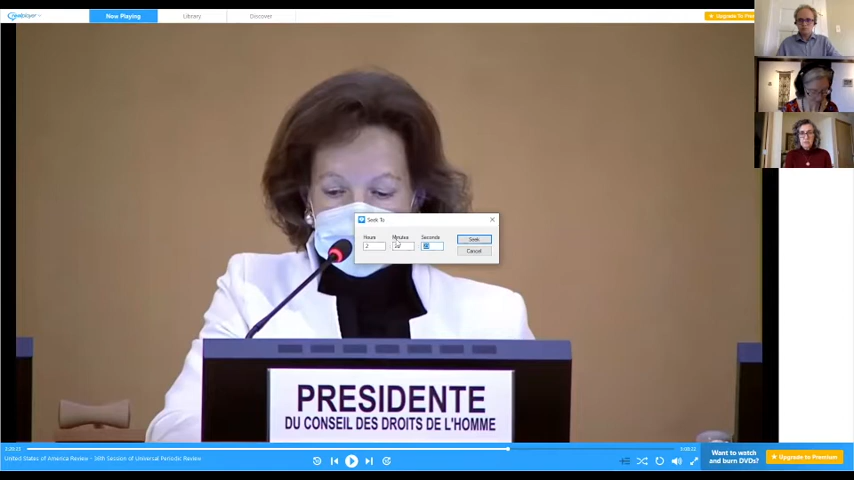 realplayer
Now Playing
Library
Discover
Upgrade To
Seek To
Hours
Minutes
Seconds
2
Seek
Cancel
PRESIDENTE
DU CONSEIL DES DROITS DE L'HOMME
United States of America Review - 36th Session of Universal Periodic Review
Want to watch
and burn DVDs?
Upgrade to Premium